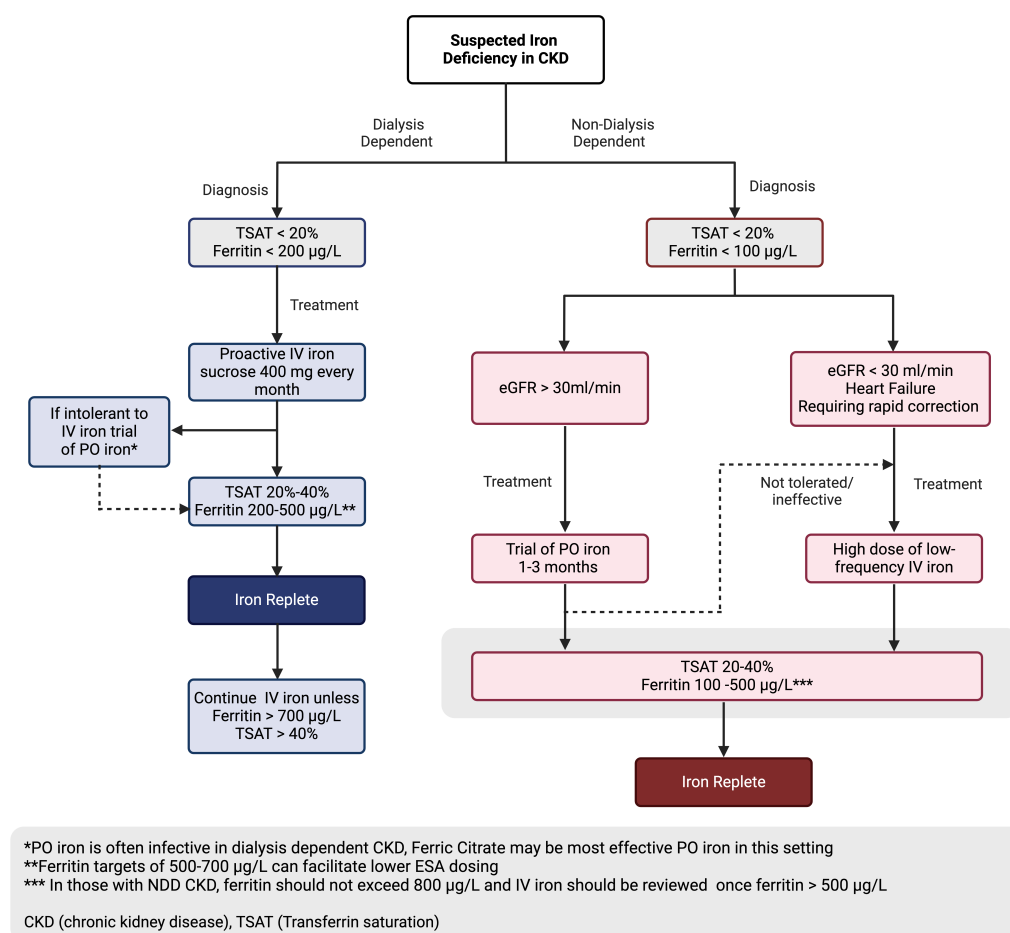 Suspected Iron
Deficiency in CKD
Dialysis
Dependent
Non-Dialysis
Dependent
Diagnosis
Diagnosis
TSAT < 20%
Ferritin < 200 µg/L
TSAT < 20%
Ferritin < 100 µg/L
Treatment
Proactive IV iron
sucrose 400 mg every
month
If intolerant to
IV iron trial
of PO iron*
TSAT 20%-40%
Ferritin 200-500 µg/L**
Iron Replete
Continue  IV iron unless
Ferritin > 700 µg/L
TSAT > 40%
eGFR > 30ml/min
eGFR < 30 ml/min
Heart Failure
Requiring rapid correction
Treatment
Not tolerated/
ineffective
Treatment
Trial of PO iron
1-3 months
High dose of low-
frequency IV iron
TSAT 20-40%
Ferritin 100 -500 µg/L***
Iron Replete
*PO iron is often infective in dialysis dependent CKD, Ferric Citrate may be most effective PO iron in this setting
**Ferritin targets of 500-700 µg/L can facilitate lower ESA dosing
*** In those with NDD CKD, ferritin should not exceed 800 µg/L and IV iron should be reviewed  once ferritin > 500 µg/L
CKD (chronic kidney disease), TSAT (Transferrin saturation)